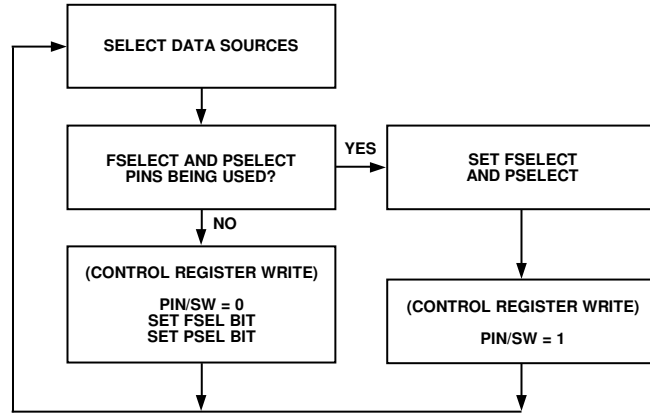 SELECT DATA SOURCES
FSELECT AND PSELECT
PINS BEING USED?
YES
SET FSELECT
AND PSELECT
NO
(CONTROL REGISTER WRITE)
PIN/SW = 0
SET FSEL BIT
SET PSEL BIT
(CONTROL REGISTER WRITE)
PIN/SW = 1